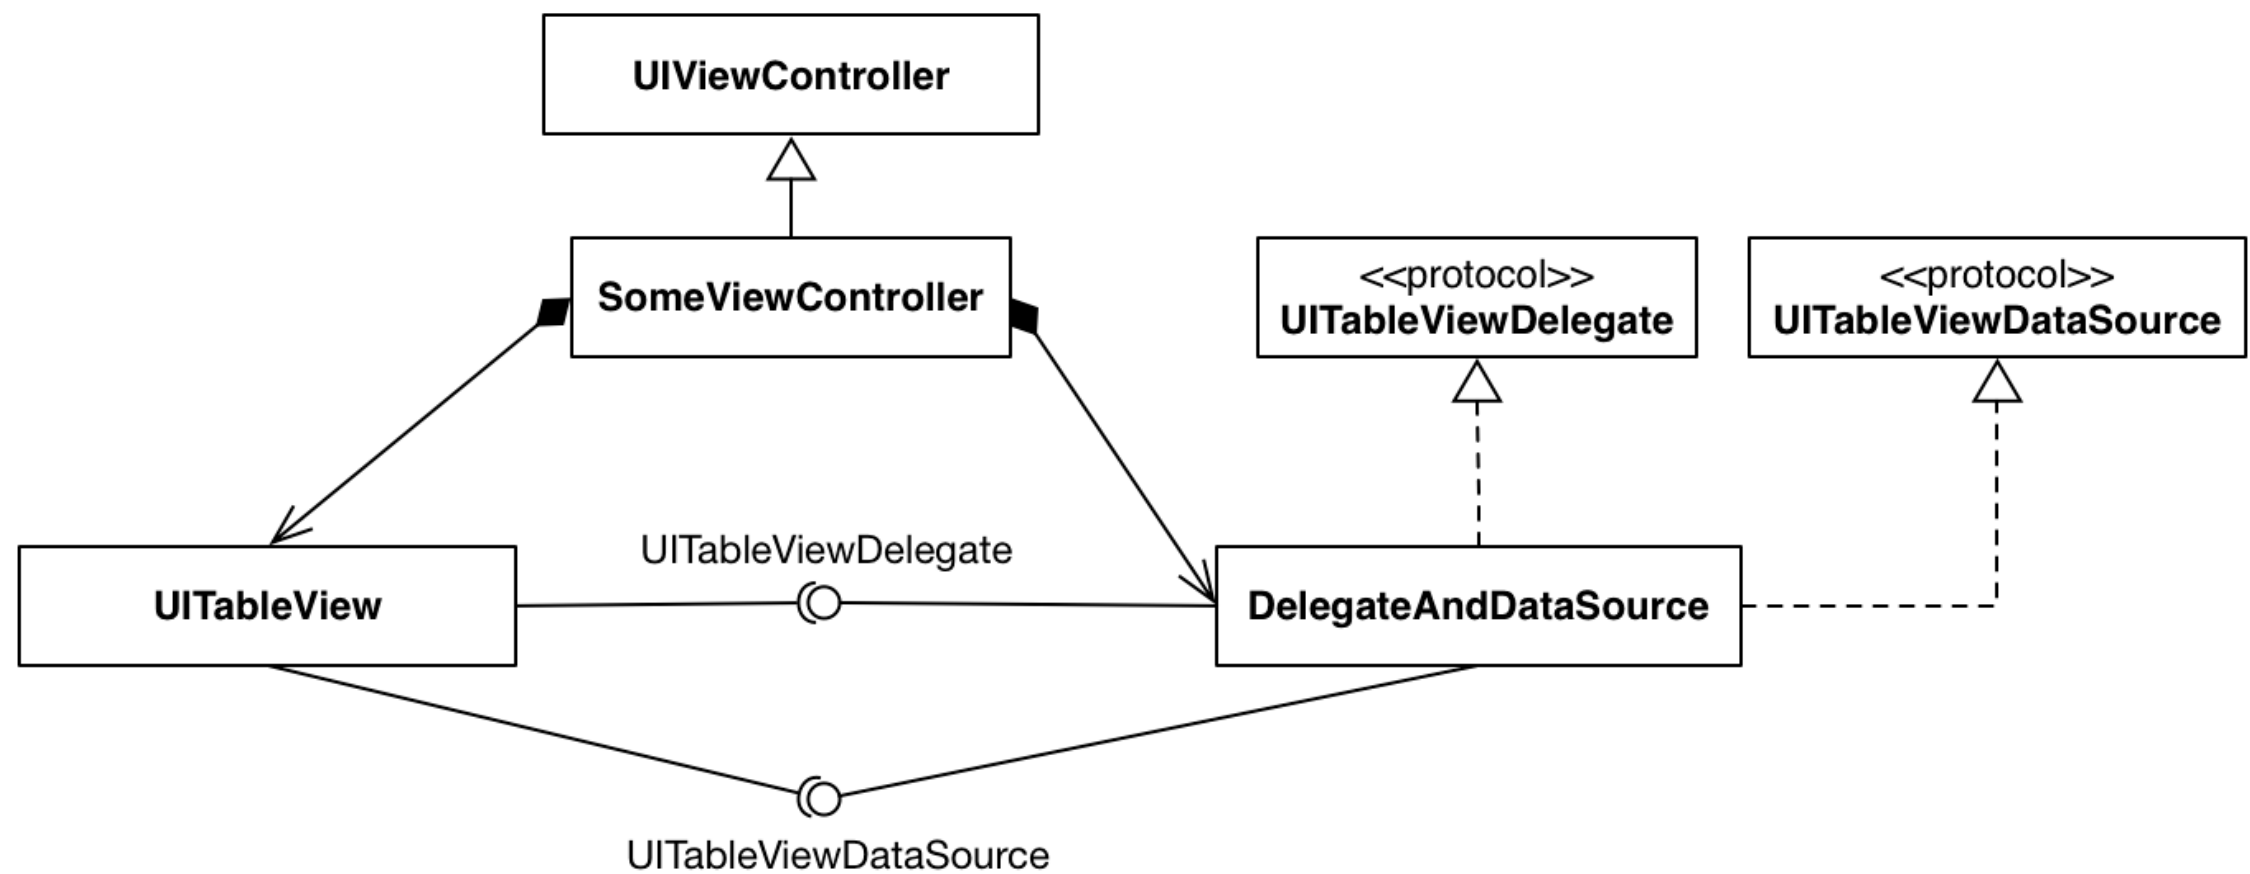 UIViewController
SomeViewController
<<protocol>>
UITableViewDelegate
<<protocol>>
UITableViewDataSource
UITableViewDelegate
UITableView
DelegateAndDataSource
UITableViewDataSource